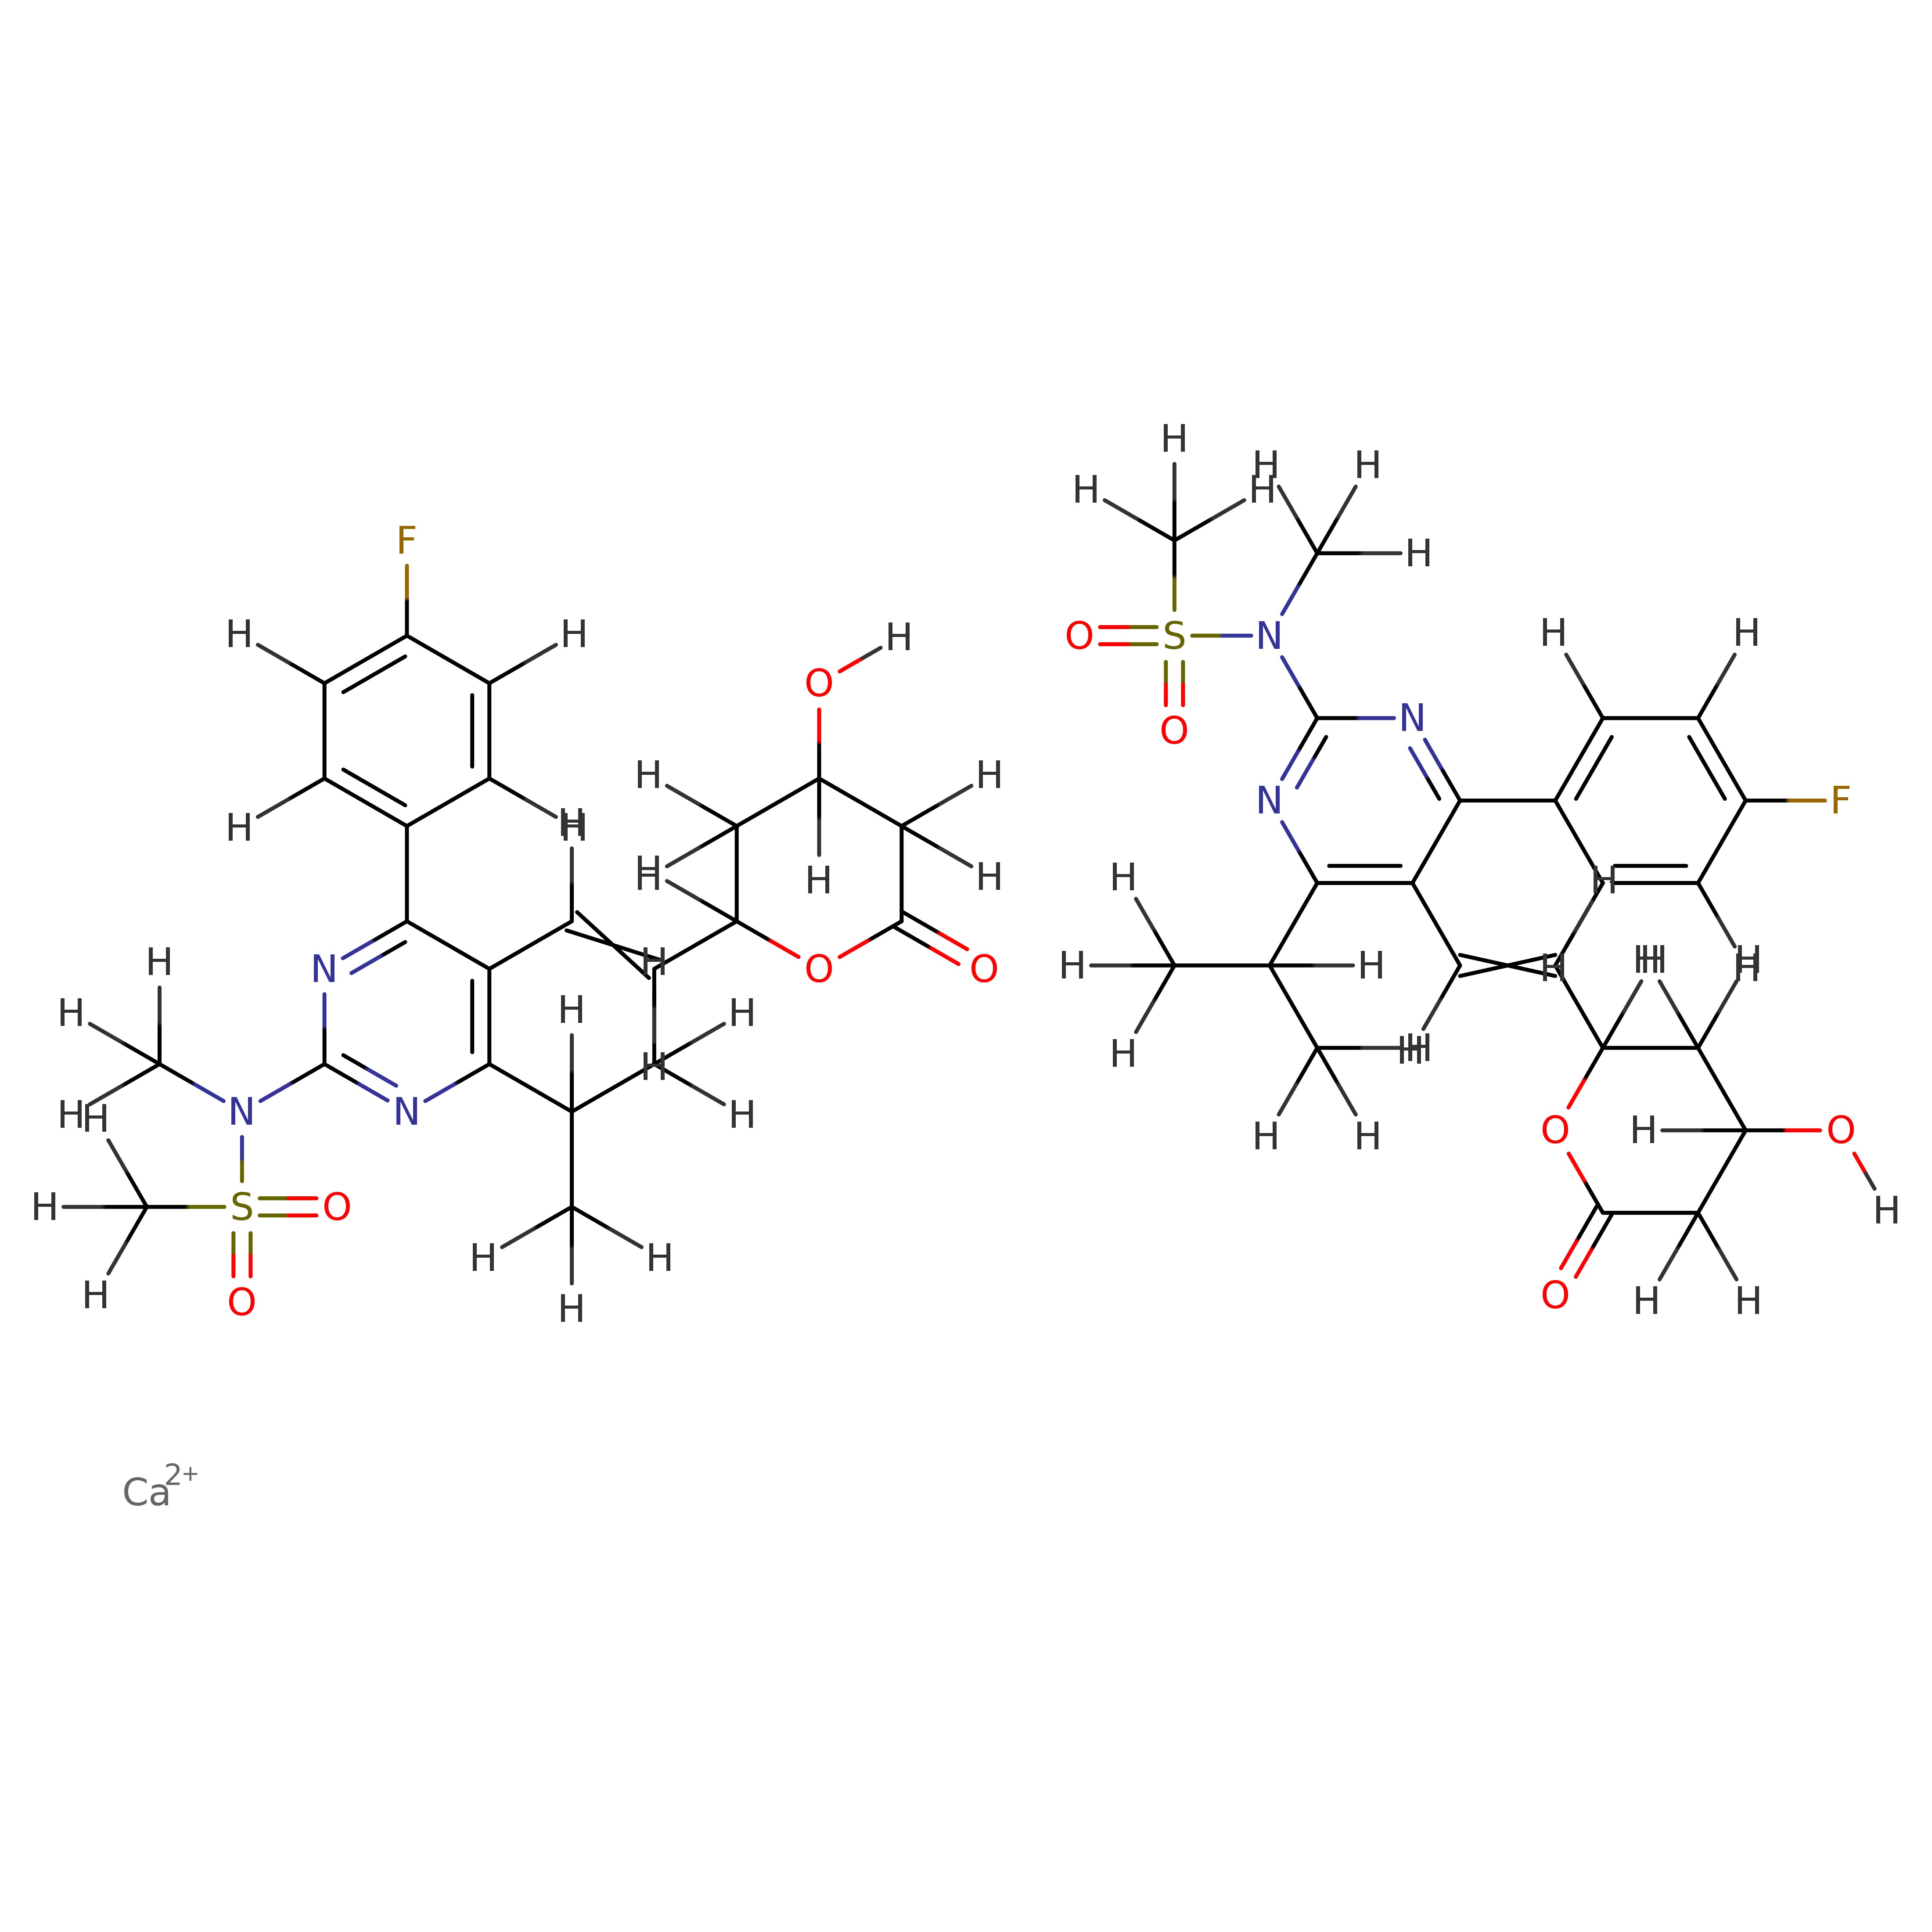 H
H H
H H
F
H
H H H O S N H H
O
N
O
H H
N F
H H H
H H H H H H
H N H O O H H H H H H H
H H H
H H H H
H H N N H O H O
H H
H S O H
H H
H O H O H H
Ca2+